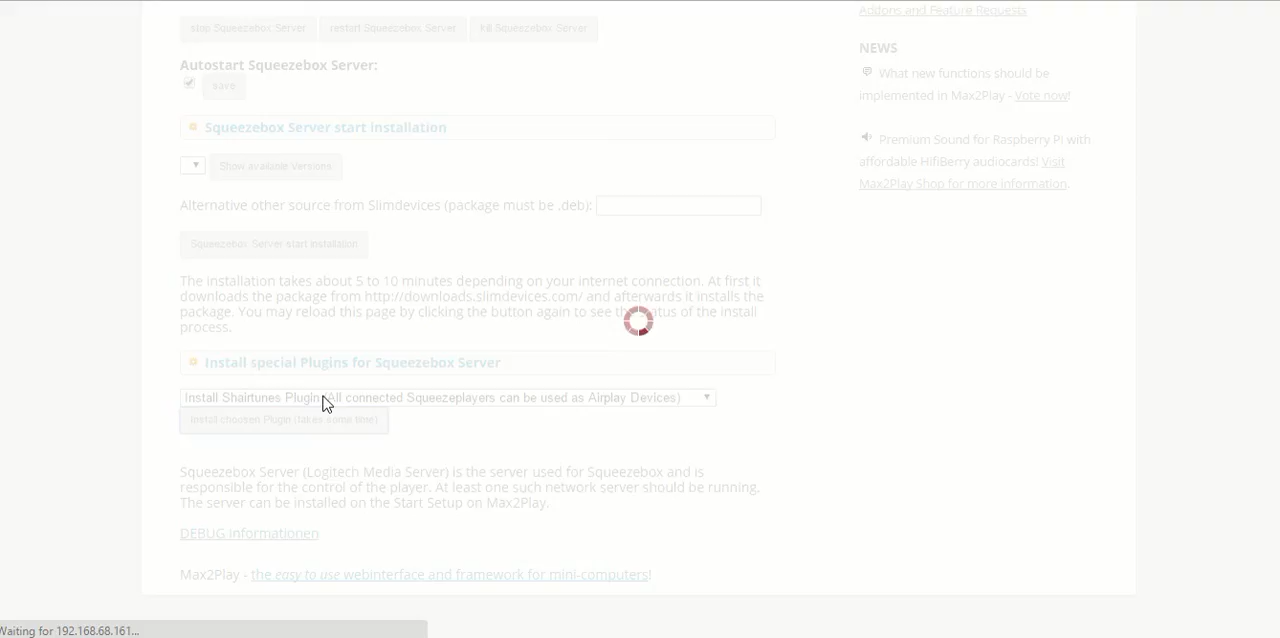 stop Squeezebox Server restart Squeezebox Server kill Squeezebox Server
Autostart Squeezebox Server:
save
Squeezebox Server start installation
Show available Versions
Alternative other source from Slimdevices (package must be .deb):
Squeezebox Server start installation
The installation takes about 5 to 10 minutes depending on your internet connection. At first it
downloads the package from http://downloads.slimdevices.com/ and afterwards it installs the
package. You may reload this page by clicking the button again to see the status of the install
process.
Install special Plugins for Squeezebox Server
Install Shairtunes Plugin (All connected Squeezeplayers can be used as Airplay Devices)
Install choosen Plugin (takes some time)
Squeezebox Server (Logitech Media Server) is the server used for Squeezebox and is
responsible for the control of the player. At least one such network server should be running.
The server can be installed on the Start Setup on Max2Play.
DEBUG Informationen
Max2Play - the easy to use webinterface and framework for mini-computers!
Addons and Feature Requests
NEWS
What new functions should be
implemented in Max2Play - Vote now!
Premium Sound for Raspberry Pi with
affordable HifiBerry audiocards! Visit
Max2Play Shop for more information.
Waiting for 192.168.68.161...